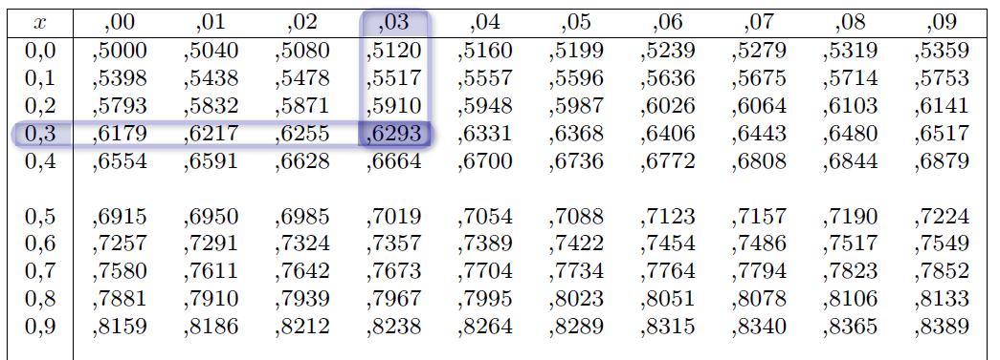 x ,00 ,01 ,02 ,03 ,04 ,05 ,06 ,07 ,08 ,09
0,0 ,5000 ,5040 ,5080 ,5120 ,5160 ,5199 ,5239 ,5279 ,5319 ,5359
0,1 ,5398 ,5438 ,5478 ,5517 ,5557 ,5596 ,5636 ,5675 ,5714 ,5753
0,2 ,5793 ,5832 ,5871 ,5910 ,5948 ,5987 ,6026 ,6064 ,6103 ,6141
0,3 ,6179 ,6217 ,6255 ,6293 ,6331 ,6368 ,6406 ,6443 ,6480 ,6517
0,4 ,6554 ,6591 ,6628 ,6664 ,6700 ,6736 ,6772 ,6808 ,6844 ,6879
0,5 ,6915 ,6950 ,6985 ,7019 ,7054 ,7088 ,7123 ,7157 ,7190 ,7224
0,6 ,7257 ,7291 ,7324 ,7357 ,7389 ,7422 ,7454 ,7486 ,7517 ,7549
0,7 ,7580 ,7611 ,7642 ,7673 ,7704 ,7734 ,7764 ,7794 ,7823 ,7852
0,8 ,7881 ,7910 ,7939 ,7967 ,7995 ,8023 ,8051 ,8078 ,8106 ,8133
0,9 ,8159 ,8186 ,8212 ,8238 ,8264 ,8289 ,8315 ,8340 ,8365 ,8389